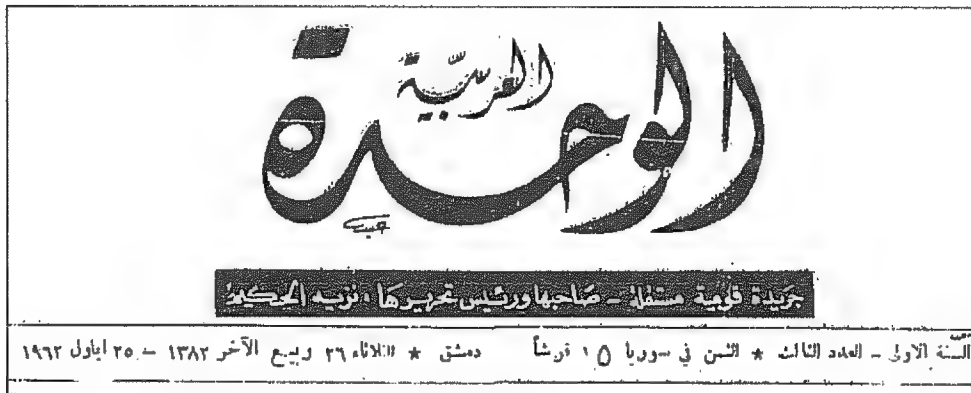 الوحدة
العربية
جريدة قومية مستقلة - صاحبها ورئيس تحريرها : نزيه الحكيم
السنة الاولى - العدد الثالث * الثمن في سوريا ١٥ قرشاً دمشق * الثلاثاء ٢٦ ربيع الآخر ١٣٨٢ - ٢٥ ايلول ١٩٦٢